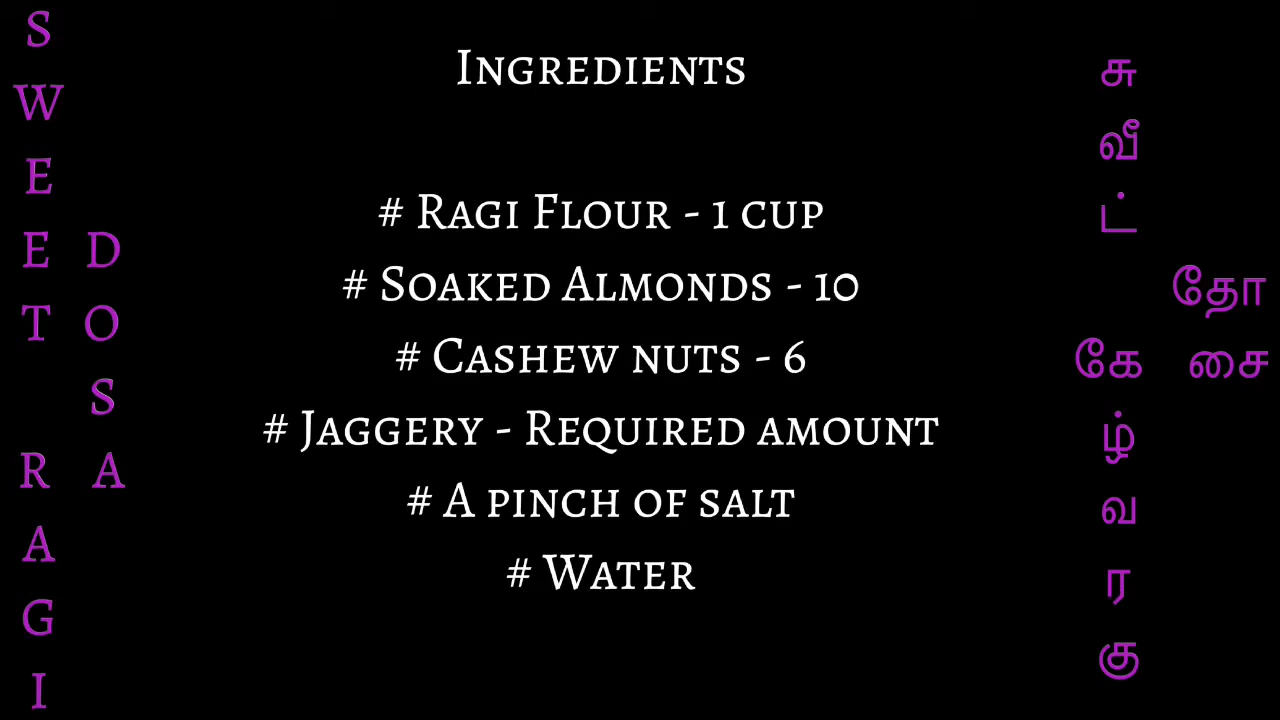 SWEET RAGI
DOSA
Ingredients
# Ragi Flour - 1 cup
# Soaked Almonds - 10
# Cashew nuts - 6
# Jaggery - Required amount
# A pinch of salt
# Water
சுவீட் கேழ்வரகு
தோசை